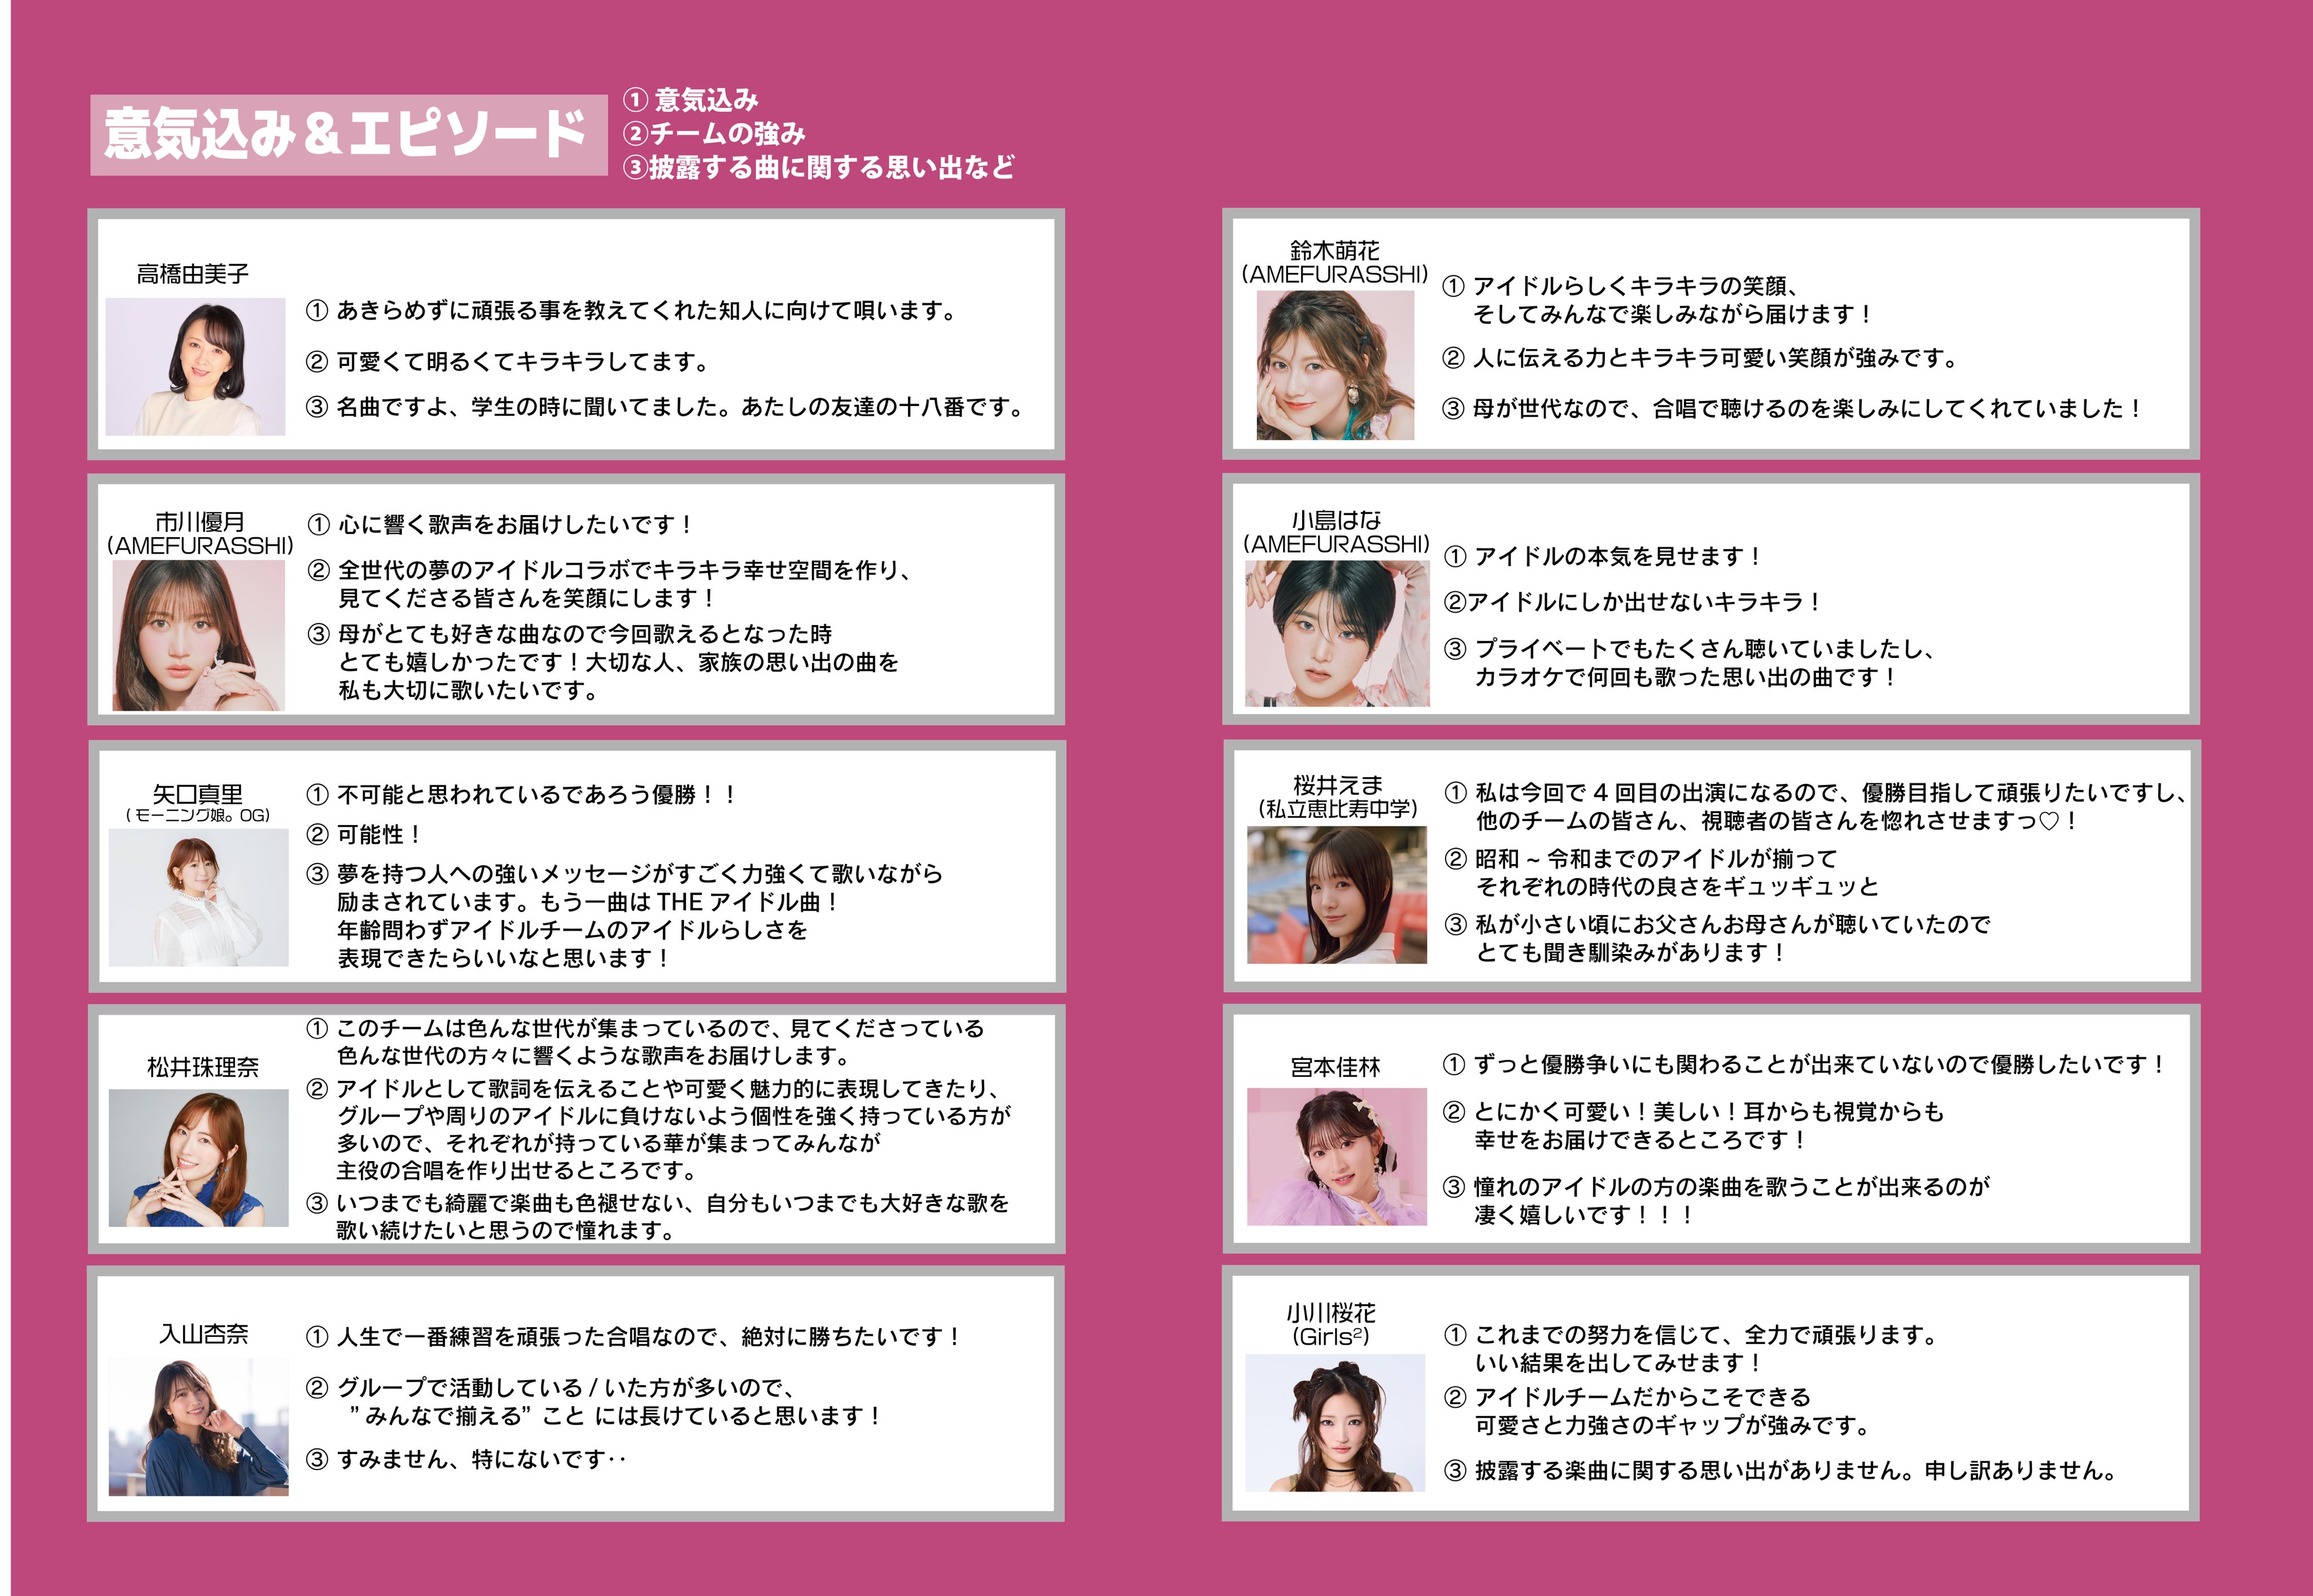 意気込み&エピソード
① 意気込み
②チームの強み
③披露する曲に関する思い出など
高橋由美子
① あきらめずに頑張る事を教えてくれた知人に向けて唄います。
② 可愛くて明るくてキラキラしてます。
③ 名曲ですよ、学生の時に聞いてました。あたしの友達の十八番です。
市川優月
(AMEFURASSHI)
① 心に響く歌声をお届けしたいです！
② 全世代の夢のアイドルコラボでキラキラ幸せ空間を作り、
見てくださる皆さんを笑顔にします！
③ 母がとても好きな曲なので今回歌えるとなった時
とても嬉しかったです！大切な人、家族の思い出の曲を
私も大切に歌いたいです。
矢口真里
(モーニング娘。OG)
① 不可能と思われているであろう優勝！！
② 可能性！
③ 夢を持つ人への強いメッセージがすごく力強くて歌いながら
励まされています。もう一曲は THE アイドル曲！
年齢問わずアイドルチームのアイドルらしさを
表現できたらいいなと思います！
松井珠理奈
① このチームは色んな世代が集まっているので、見てくださっている
色んな世代の方々に響くような歌声をお届けします。
② アイドルとして歌詞を伝えることや可愛く魅力的に表現してきたり、
グループや周りのアイドルに負けないよう個性を強く持っている方が
多いので、それぞれが持っている華が集まってみんなが
主役の合唱を作り出せるところです。
③ いつまでも綺麗で楽曲も色褪せない、自分もいつまでも大好きな歌を
歌い続けたいと思うので憧れます。
入山杏奈
① 人生で一番練習を頑張った合唱なので、絶対に勝ちたいです！
② グループで活動している / いた方が多いので、
” みんなで揃える” こと には長けていると思います！
③ すみません、特にないです‥
鈴木萌花
(AMEFURASSHI)
① アイドルらしくキラキラの笑顔、
そしてみんなで楽しみながら届けます！
② 人に伝える力とキラキラ可愛い笑顔が強みです。
③ 母が世代なので、合唱で聴けるのを楽しみにしてくれていました！
小島はな
(AMEFURASSHI)
① アイドルの本気を見せます！
②アイドルにしか出せないキラキラ！
③ プライベートでもたくさん聴いていましたし、
カラオケで何回も歌った思い出の曲です！
桜井えま
(私立恵比寿中学)
① 私は今回で 4 回目の出演になるので、優勝目指して頑張りたいですし、
他のチームの皆さん、視聴者の皆さんを惚れさせますっ♡！
② 昭和 ~ 令和までのアイドルが揃って
それぞれの時代の良さをギュッギュッと
③ 私が小さい頃にお父さんお母さんが聴いていたので
とても聞き馴染みがあります！
宮本佳林
① ずっと優勝争いにも関わることが出来ていないので優勝したいです！
② とにかく可愛い！美しい！耳からも視覚からも
幸せをお届けできるところです！
③ 憧れのアイドルの方の楽曲を歌うことが出来るのが
凄く嬉しいです！！！
小川桜花
(Girls²)
① これまでの努力を信じて、全力で頑張ります。
いい結果を出してみせます！
② アイドルチームだからこそできる
可愛さと力強さのギャップが強みです。
③ 披露する楽曲に関する思い出がありません。申し訳ありません。